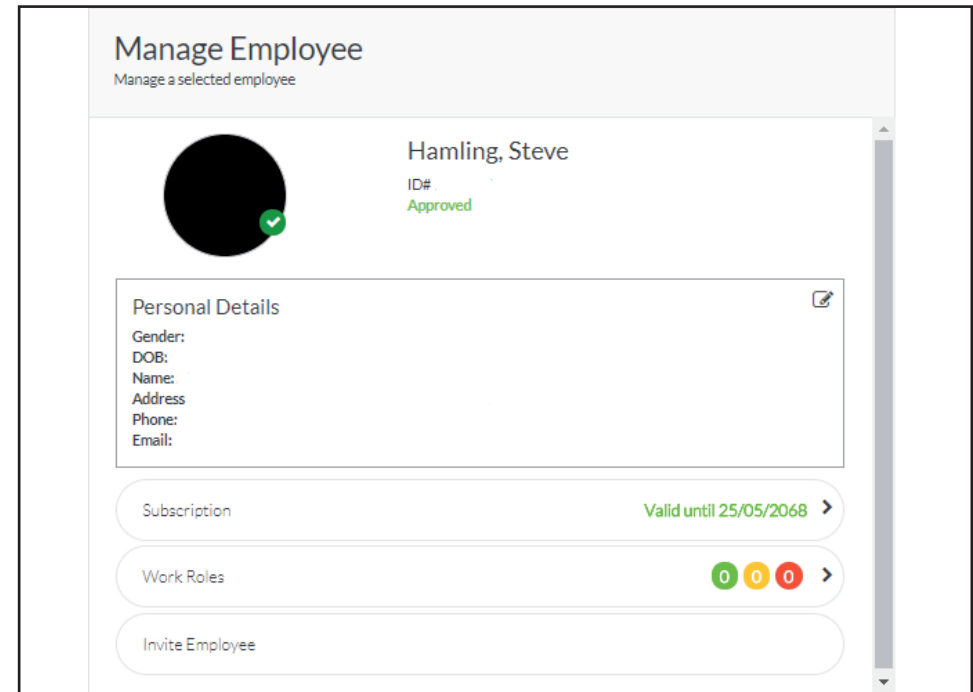 Manage Employee
Manage a selected employee
Hamling, Steve
ID#
Approved
Personal Details
Gender:
DOB:
Name:
Address
Phone:
Email:
Subscription Valid until 25/05/2068
Work Roles 0 0 0
Invite Employee